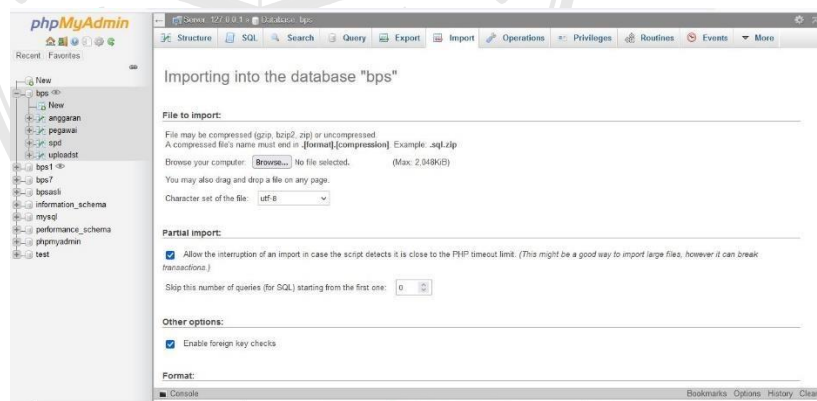 phpMyAdmin
Recent Favorites
New
bps
New
anggaran
pegawai
spd
uploadst
bps1
bps7
bpsasli
information_schema
mysql
performance_schema
phpmyadmin
test
Server: 127.0.0.1 » Database: bps
Structure SQL Search Query Export Import Operations Privileges Routines Events More
Importing into the database "bps"
File to import:
File may be compressed (gzip, bzip2, zip) or uncompressed.
A compressed file's name must end in .[format].[compression]. Example: .sql.zip
Browse your computer: Browse... No file selected. (Max: 2,048KiB)
You may also drag and drop a file on any page.
Character set of the file: utf-8
Partial import:
Allow the interruption of an import in case the script detects it is close to the PHP timeout limit. (This might be a good way to import large files, however it can break
transactions.)
Skip this number of queries (for SQL) starting from the first one: 0
Other options:
Enable foreign key checks
Format:
Console Bookmarks Options History Clear